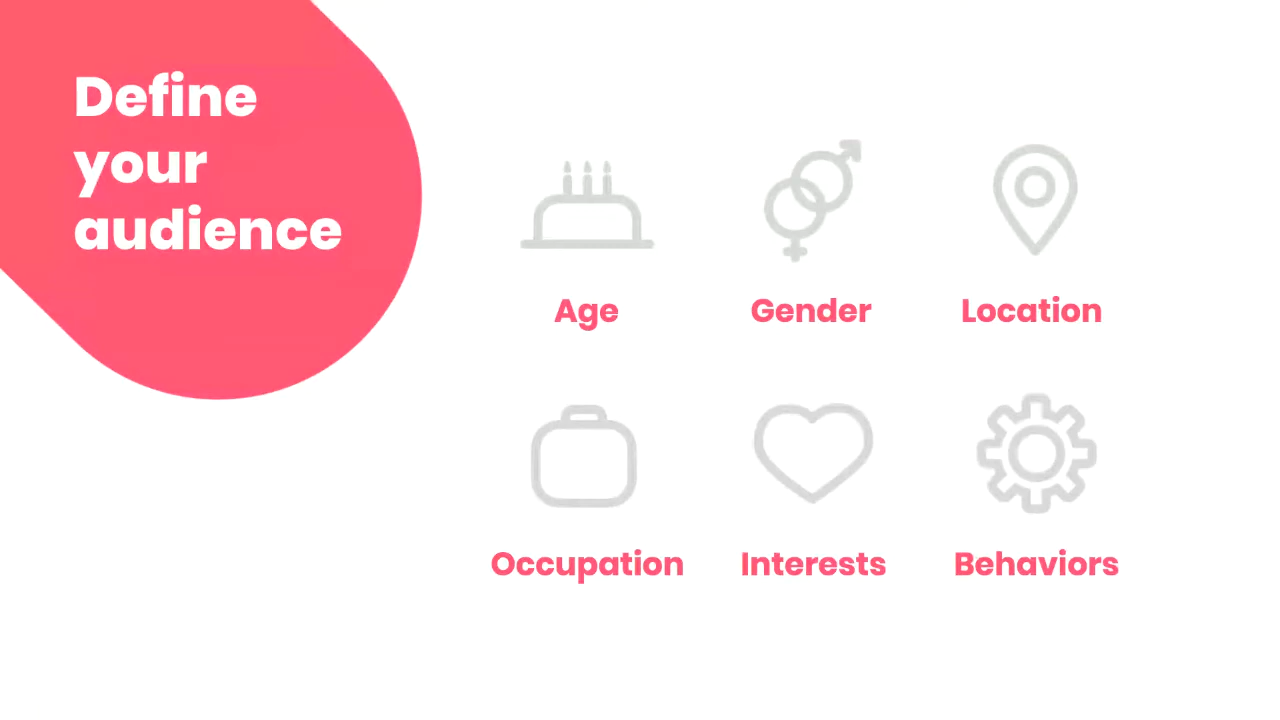 Define
your
audience
Age
Gender
Location
Occupation
Interests
Behaviors